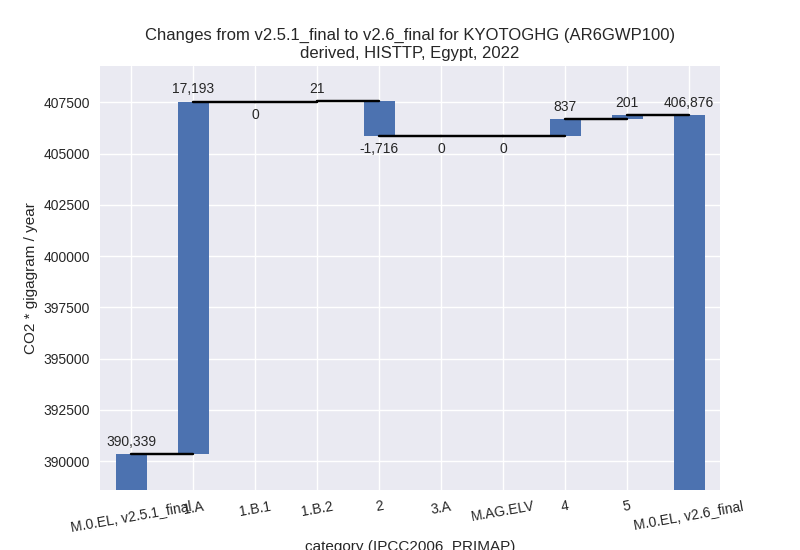 Changes from v2.5.1_final to v2.6_final for KYOTOGHG (AR6GWP100)
derived, HISTTP, Egypt, 2022
17,193
21
837
201
406,876
0
-1,716
0
0
390,339
407500
405000
402500
400000
397500
395000
392500
390000
CO2 * gigagram / year
M.0.EL, v2.5.1_final
1.A
1.B.1
1.B.2
2
3.A
M.AG.ELV
4
5
M.0.EL, v2.6_final
category (IPCC2006_PRIMAP)